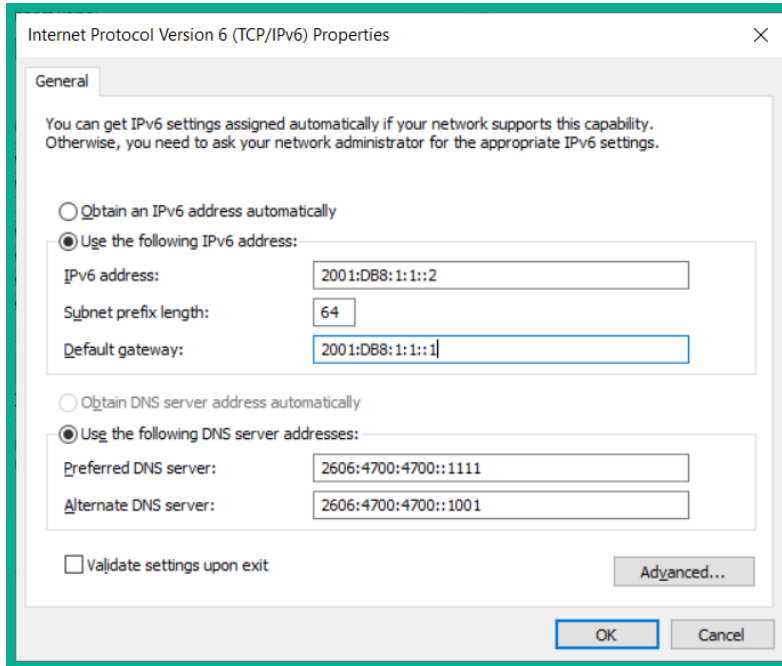 Internet Protocol Version 6 (TCP/IPv6) Properties
General
You can get IPv6 settings assigned automatically if your network supports this capability.
Otherwise, you need to ask your network administrator for the appropriate IPv6 settings.
Obtain an IPv6 address automatically
Use the following IPv6 address:
IPv6 address: 2001:DB8:1:1::2
Subnet prefix length: 64
Default gateway: 2001:DB8:1:1::1
Obtain DNS server address automatically
Use the following DNS server addresses:
Preferred DNS server: 2606:4700:4700::1111
Alternate DNS server: 2606:4700:4700::1001
Validate settings upon exit
Advanced...
OK Cancel